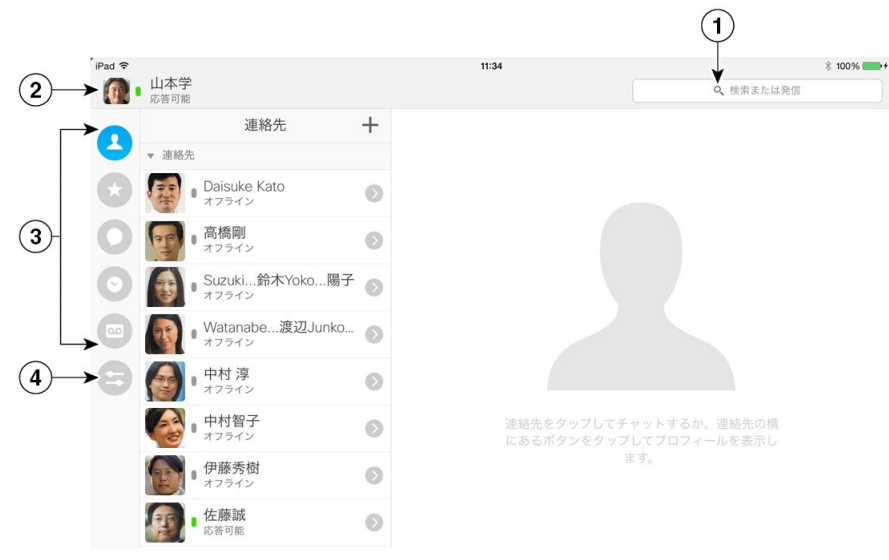 1
iPad
11:34
100%
2
山本学
応答可能
検索または発信
連絡先
連絡先
3
Daisuke Kato
オフライン
高橋剛
オフライン
Suzuki...鈴木Yoko...陽子
オフライン
Watanabe...渡辺Junko...
オフライン
4
中村 淳
オフライン
中村智子
オフライン
連絡先をタップしてチャットするか、連絡先の横
にあるボタンをタップしてプロフィールを表示し
ます。
伊藤秀樹
オフライン
佐藤誠
応答可能